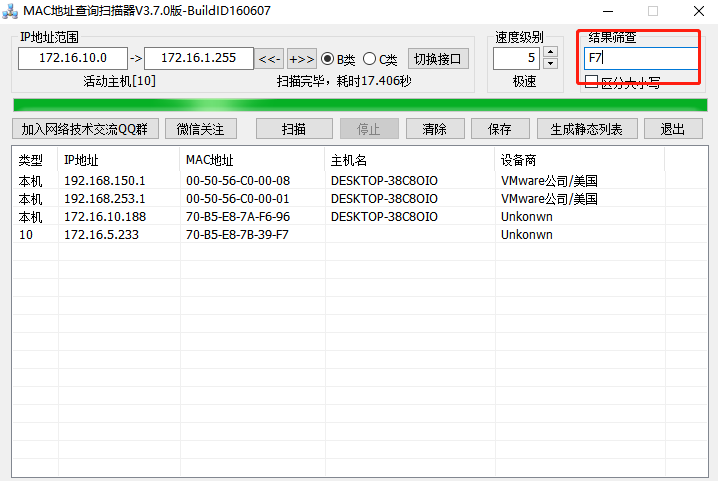 MAC地址查询扫描器V3.7.0版-BuildID160607
IP地址范围 速度级别 结果筛查
172.16.10.0 -> 172.16.1.255 <<- +>> B类 C类 切换接口 5 F7
活动主机[10] 扫描完毕，耗时17.406秒 极速 区分大小写
加入网络技术交流QQ群 微信关注 扫描 停止 清除 保存 生成静态列表 退出
类型 IP地址 MAC地址 主机名 设备商
本机 192.168.150.1 00-50-56-C0-00-08 DESKTOP-38C8OIO VMware公司/美国
本机 192.168.253.1 00-50-56-C0-00-01 DESKTOP-38C8OIO VMware公司/美国
本机 172.16.10.188 70-B5-E8-7A-F6-96 DESKTOP-38C8OIO Unkonwn
10 172.16.5.233 70-B5-E8-7B-39-F7 Unkonwn